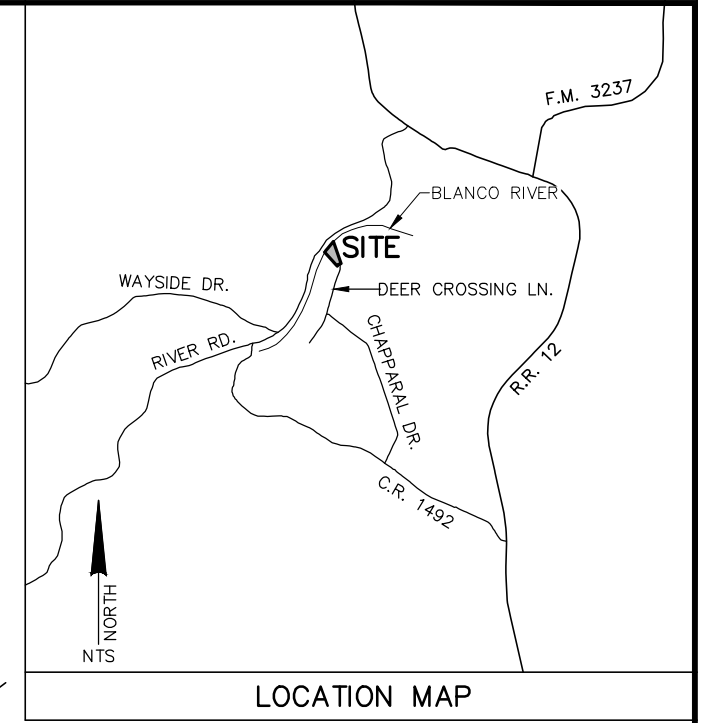 F.M. 3237
BLANCO RIVER
SITE
WAYSIDE DR.
DEER CROSSING LN.
RIVER RD.
CHAPPARAL DR.
R.R. 12
C.R. 1492
NORTH
NTS
LOCATION MAP